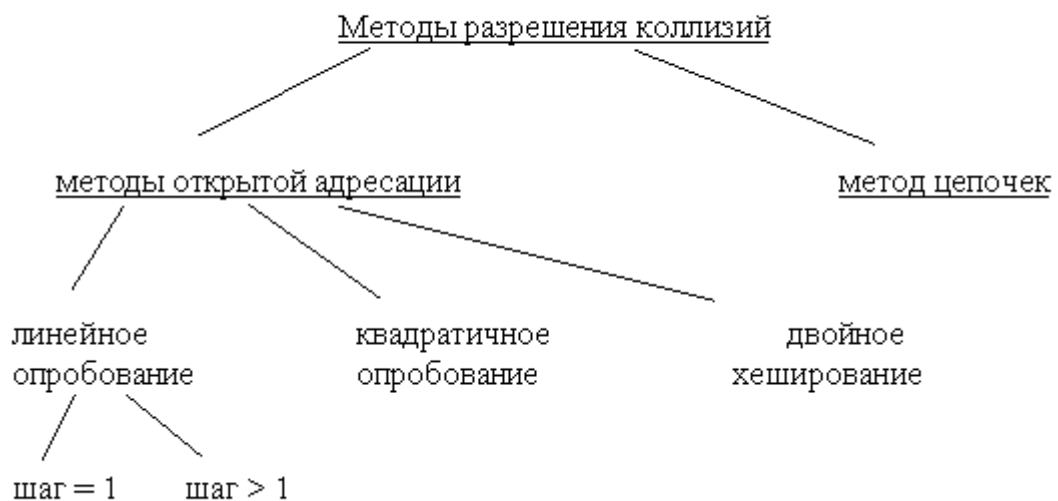 Методы разрешения коллизий
методы открытой адресации
метод цепочек
линейное
опробование
квадратичное
опробование
двойное
хеширование
шаг = 1
шаг > 1